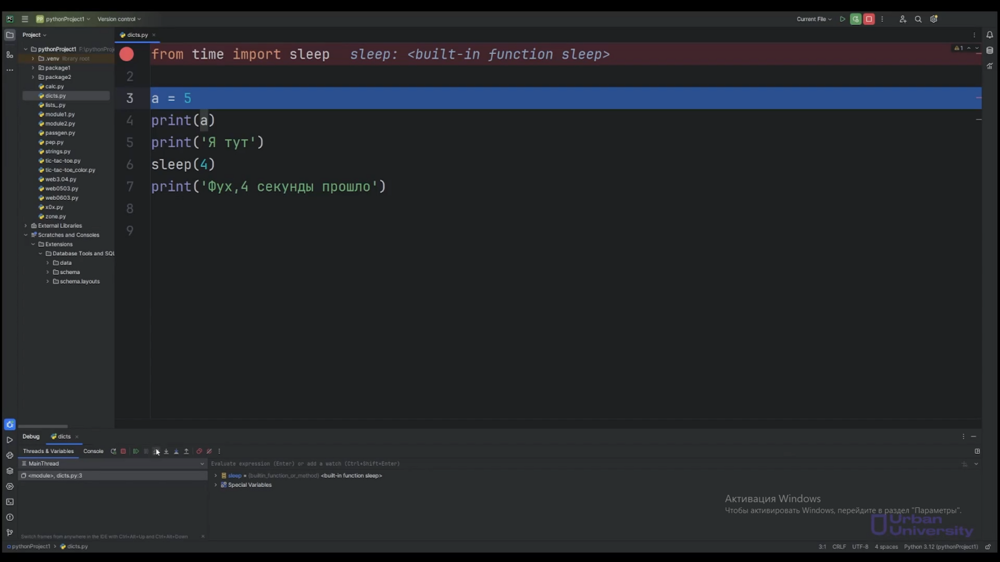 PC PP pythonProject1 Version control Current File
Project dicts.py
pythonProject1 F:\pythonProj
.venv library root
package1
package2
calc.py
dicts.py
lists_.py
module1.py
module2.py
passgen.py
pep.py
strings.py
tic-tac-toe.py
tic-tac-toe_color.py
web3.04.py
web0503.py
web0603.py
x0x.py
zone.py
External Libraries
Scratches and Consoles
Extensions
Database Tools and SQL
data
schema
schema.layouts
from time import sleep sleep: <built-in function sleep>
1
2
3 a = 5
4 print(a)
5 print('Я тут')
6 sleep(4)
7 print('Фух,4 секунды прошло')
8
9
Debug dicts
Threads & Variables Console
MainThread Evaluate expression (Enter) or add a watch (Ctrl+Shift+Enter)
<module>, dicts.py:3
sleep = {builtin_function_or_method} <built-in function sleep>
Special Variables
Активация Windows
Чтобы активировать Windows, перейдите в раздел "Параметры".
Urban
University
Switch frames from anywhere in the IDE with Ctrl+Alt+Up and Ctrl+Alt+Down
pythonProject1 > dicts.py 3:1 CRLF UTF-8 4 spaces Python 3.12 (pythonProject1)